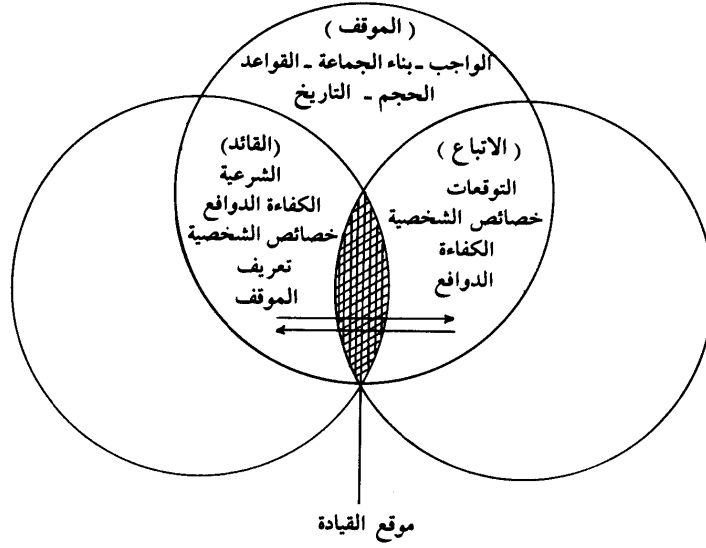 (الموقف)
الواجب - بناء الجماعة - القواعد
الحجم - التاريخ
(الاتباع)
التوقعات
خصائص الشخصية
الكفاءة
الدوافع
(القائد)
الشرعية
الكفاءة الدوافع
خصائص الشخصية
تعريف
الموقف
موقع القيادة